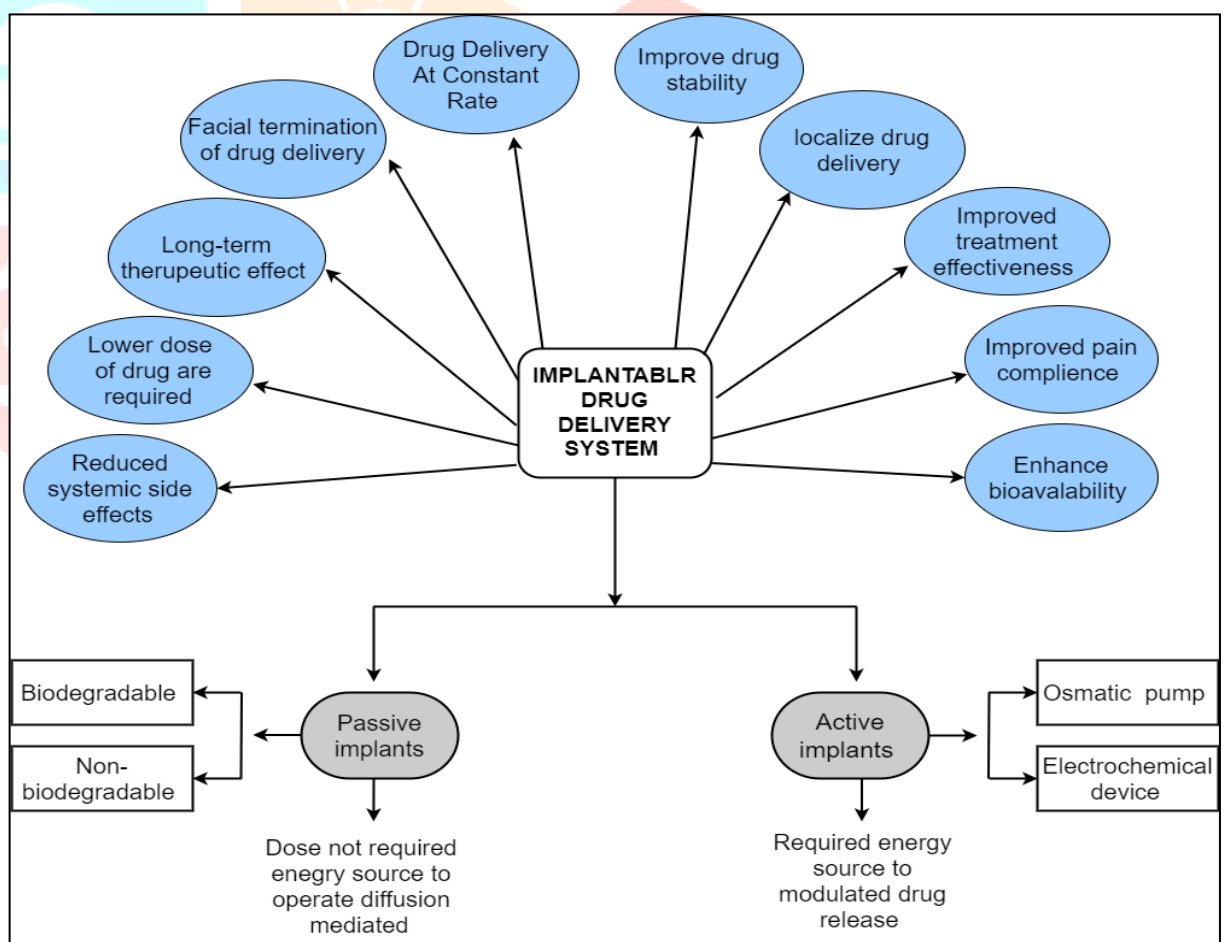 Drug Delivery
At Constant
Rate
Improve drug
stability
Facial termination
of drug delivery
localize drug
delivery
Long-term
therupeutic effect
Improved
treatment
effectiveness
Lower dose
of drug are
required
Improved pain
complience
Reduced
systemic side
effects
Enhance
bioavalability
IMPLANTABLR
DRUG
DELIVERY
SYSTEM
Biodegradable
Non-
biodegradable
Passive
implants
Active
implants
Osmatic pump
Electrochemical
device
Dose not required
enegry source to
operate diffusion
mediated
Required energy
source to
modulated drug
release